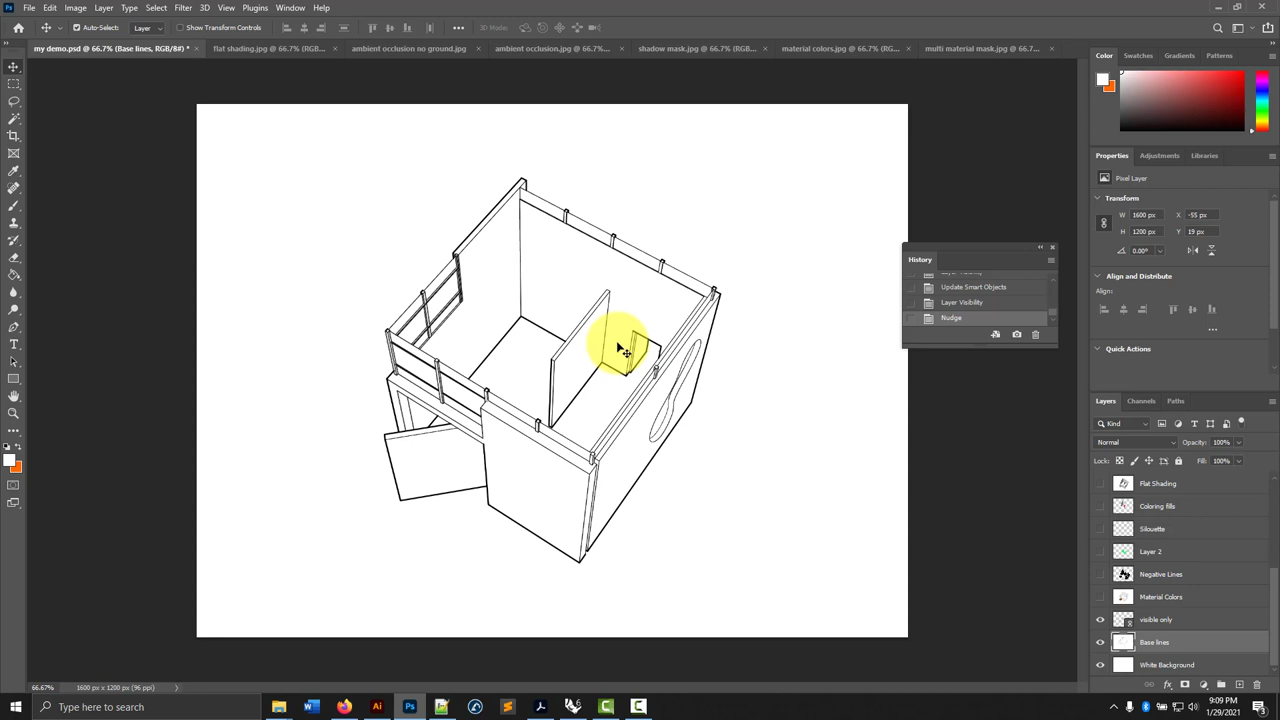 Ps File Edit Image Layer Type Select Filter 3D View Plugins Window Help
Auto-Select: Layer Show Transform Controls 3D Mode:
my demo.psd @ 66.7% (Base lines, RGB/8#) * × flat shading.jpg @ 66.7% (RGB... × ambient occlusion no ground.jpg × ambient occlusion.jpg @ 66.7%... × shadow mask.jpg @ 66.7% (RGB... × material colors.jpg @ 66.7% (RGB/... × multi material mask.jpg @ 66.7... ×
Color Swatches Gradients Patterns
Properties Adjustments Libraries
Pixel Layer
Transform
W 1600 px X -55 px
H 1200 px Y 19 px
0.00°
Align and Distribute
Align:
Quick Actions
History
Update Smart Objects
Layer Visibility
Nudge
Layers Channels Paths
Kind
Normal Opacity: 100%
Lock: Fill: 100%
Flat Shading
Coloring fills
Silouette
Layer 2
Negative Lines
Material Colors
visible only
Base lines
White Background
66.67% 1600 px x 1200 px (96 ppi)
Type here to search
9:09 PM
1/29/2021